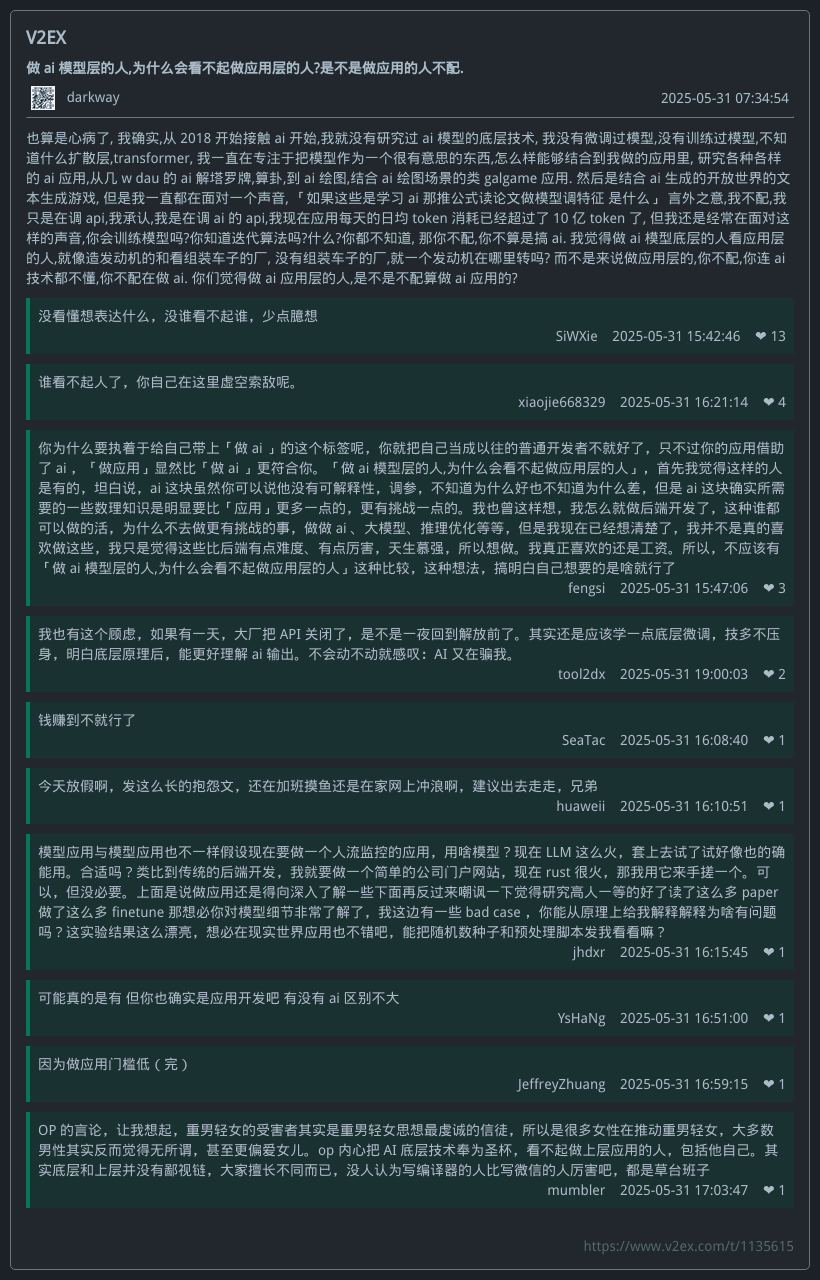 V2EX
做 ai 模型层的人,为什么会看不起做应用层的人?是不是做应用的人不配.
darkway
2025-05-31 07:34:54
也算是心病了, 我确实,从 2018 开始接触 ai 开始,我就没有研究过 ai 模型的底层技术, 我没有微调过模型,没有训练过模型,不知
道什么扩散层,transformer, 我一直在专注于把模型作为一个很有意思的东西,怎么样能够结合到我做的应用里, 研究各种各样
的 ai 应用,从几 w dau 的 ai 解塔罗牌,算卦,到 ai 绘图,结合 ai 绘图场景的类 galgame 应用. 然后是结合 ai 生成的开放世界的文
本生成游戏, 但是我一直都在面对一个声音, 「 如果这些是学习 ai 那推公式读论文做模型调特征 是什么 」 言外之意,我不配,我
只是在调 api,我承认,我是在调 ai 的 api,我现在应用每天的日均 token 消耗已经超过了 10 亿 token 了, 但我还是经常在面对这
样的声音,你会训练模型吗?你知道迭代算法吗?什么?你都不知道, 那你不配,你不算是搞 ai. 我觉得做 ai 模型底层的人看应用层
的人,就像造发动机的和看组装车子的厂, 没有组装车子的厂,就一个发动机在哪里转吗? 而不是来说做应用层的,你不配,你连 ai
技术都不懂,你不配在做 ai. 你们觉得做 ai 应用层的人,是不是不配算做 ai 应用的?
没看懂想表达什么，没谁看不起谁，少点臆想
SiWXie 2025-05-31 15:42:46 ❤ 13
谁看不起人了，你自己在这里虚空索敌呢。
xiaojie668329 2025-05-31 16:21:14 ❤ 4
你为什么要执着于给自己带上「 做 ai 」的这个标签呢，你就把自己当成以往的普通开发者不就好了，只不过你的应用借助
了 ai ，「做应用」显然比「做 ai 」更符合你。「做 ai 模型层的人,为什么会看不起做应用层的人」，首先我觉得这样的人
是有的，坦白说，ai 这块虽然你可以说他没有可解释性，调参，不知道为什么好也不知道为什么差，但是 ai 这块确实所需
要的一些数理知识是明显要比「应用」更多一点的，更有挑战一点的。我也曾这样想，我怎么就做后端开发了，这种谁都
可以做的活，为什么不去做更有挑战的事，做做 ai 、大模型、推理优化等等，但是我现在已经想清楚了，我并不是真的喜
欢做这些，我只是觉得这些比后端有点难度、有点厉害，天生慕强，所以想做。我真正喜欢的还是工资。所以，不应该有
「做 ai 模型层的人,为什么会看不起做应用层的人」这种比较，这种想法，搞明白自己想要的是啥就行了
fengsi 2025-05-31 15:47:06 ❤ 3
我也有这个顾虑，如果有一天，大厂把 API 关闭了，是不是一夜回到解放前了。其实还是应该学一点底层微调，技多不压
身，明白底层原理后，能更好理解 ai 输出。不会动不动就感叹：AI 又在骗我。
tool2dx 2025-05-31 19:00:03 ❤ 2
钱赚到不就行了
SeaTac 2025-05-31 16:08:40 ❤ 1
今天放假啊，发这么长的抱怨文，还在加班摸鱼还是在家网上冲浪啊，建议出去走走，兄弟
huaweii 2025-05-31 16:10:51 ❤ 1
模型应用与模型应用也不一样假设现在要做一个人流监控的应用，用啥模型？现在 LLM 这么火，套上去试了试好像也的确
能用。合适吗？类比到传统的后端开发，我就要做一个简单的公司门户网站，现在 rust 很火，那我用它来手搓一个。可
以，但没必要。上面是说做应用还是得向深入了解一些下面再反过来嘲讽一下觉得研究高人一等的好了读了这么多 paper
做了这么多 finetune 那想必你对模型细节非常了解了，我这边有一些 bad case ，你能从原理上给我解释解释为啥有问题
吗？这实验结果这么漂亮，想必在现实世界应用也不错吧，能把随机数种子和预处理脚本发我看看嘛？
jhdxr 2025-05-31 16:15:45 ❤ 1
可能真的是有 但你也确实是应用开发吧 有没有 ai 区别不大
YsHaNg 2025-05-31 16:51:00 ❤ 1
因为做应用门槛低（完）
JeffreyZhuang 2025-05-31 16:59:15 ❤ 1
OP 的言论，让我想起，重男轻女的受害者其实是重男轻女思想最虔诚的信徒，所以是很多女性在推动重男轻女，大多数
男性其实反而觉得无所谓，甚至更偏爱女儿。op 内心把 AI 底层技术奉为圣杯，看不起做上层应用的人，包括他自己。其
实底层和上层并没有鄙视链，大家擅长不同而已，没人认为写编译器的人比写微信的人厉害吧，都是草台班子
mumbler 2025-05-31 17:03:47 ❤ 1
https://www.v2ex.com/t/1135615